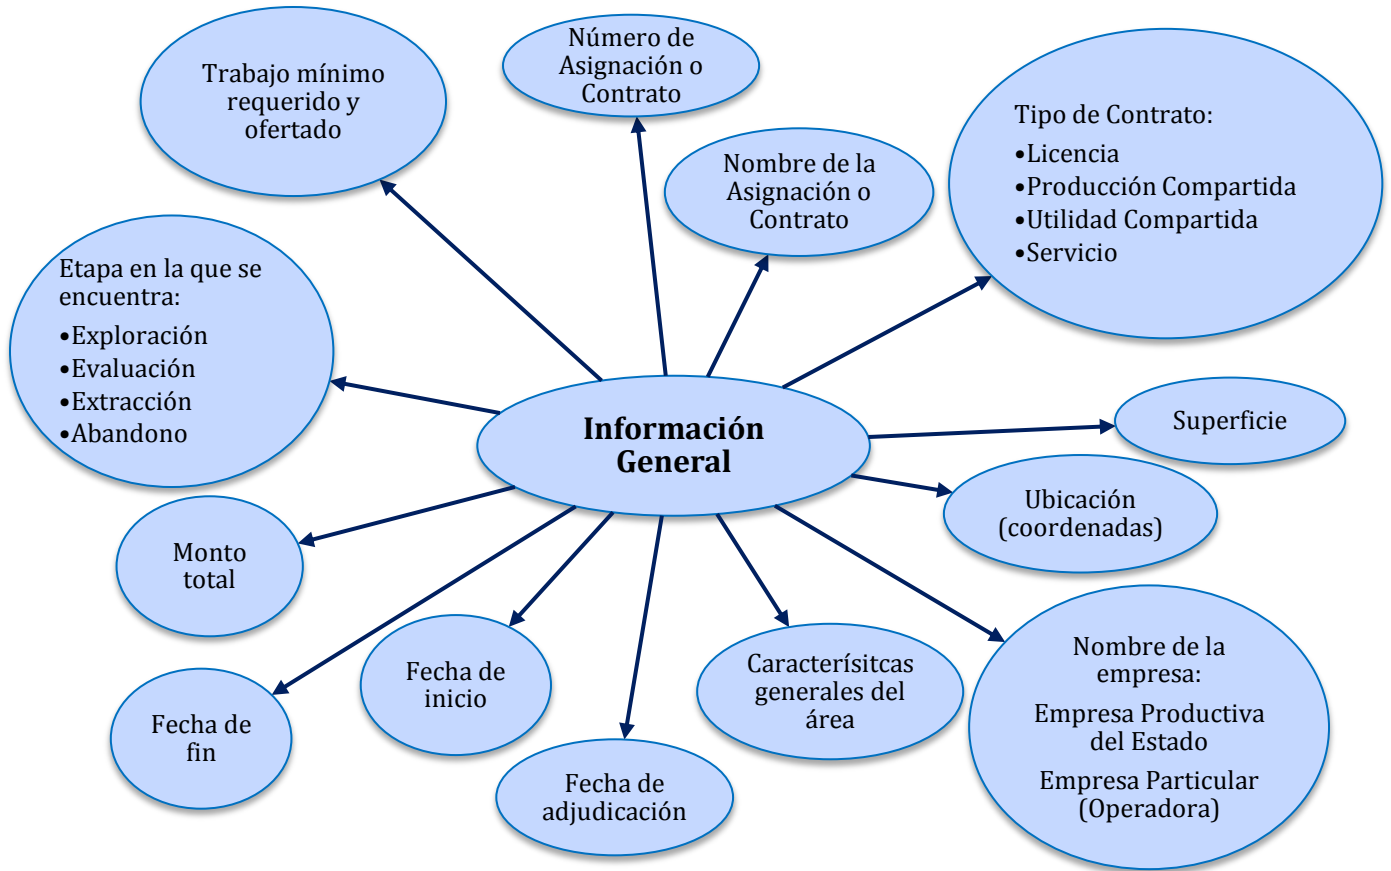 Trabajo mínimo
requerido y
ofertado
Número de
Asignación o
Contrato
Nombre de la
Asignación o
Contrato
Tipo de Contrato:
•Licencia
•Producción Compartida
•Utilidad Compartida
•Servicio
Etapa en la que se
encuentra:
•Exploración
•Evaluación
•Extracción
•Abandono
Información
General
Superficie
Ubicación
(coordenadas)
Monto
total
Fecha de
fin
Fecha de
inicio
Fecha de
adjudicación
Caracterísitcas
generales del
área
Nombre de la
empresa:
Empresa Productiva
del Estado
Empresa Particular
(Operadora)